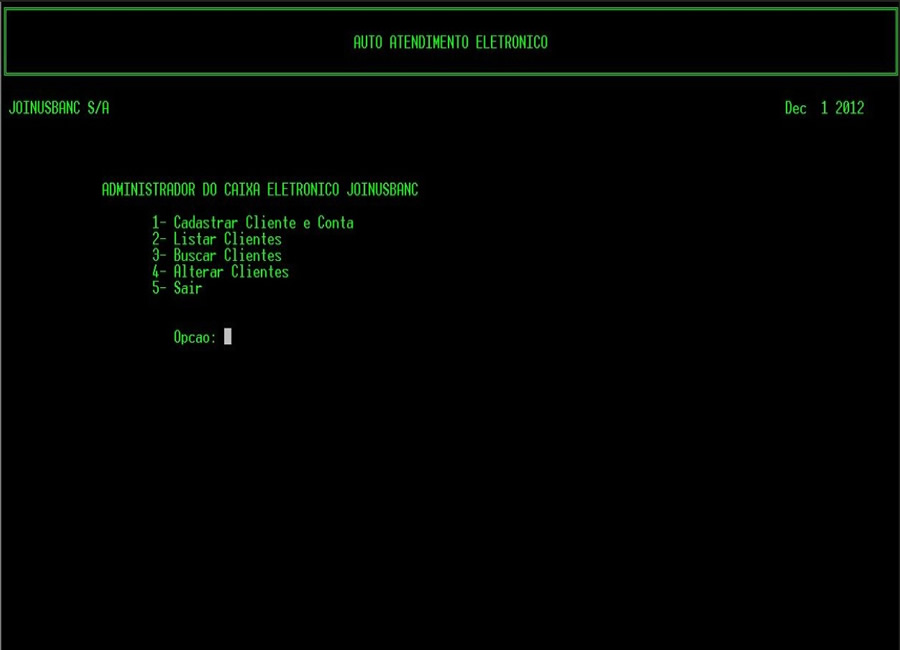 AUTO ATENDIMENTO ELETRONICO
JOINUSBANC S/A
Dec  1 2012
ADMINISTRADOR DO CAIXA ELETRONICO JOINUSBANC
1- Cadastrar Cliente e Conta
2- Listar Clientes
3- Buscar Clientes
4- Alterar Clientes
5- Sair
Opcao: